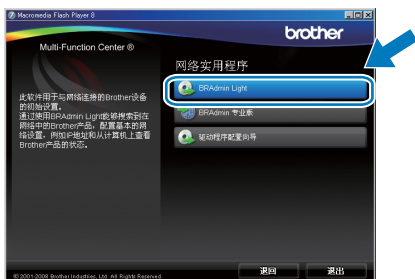 Macromedia Flash Player 8
brother
Multi-Function Center ®
网络实用程序
BRAdmin Light
BRAdmin 专业版
驱动程序配置向导
此软件用于与网络连接的Brother设备
的初始设置。
通过使用BRAdmin Light能够搜索到在
网络中的Brother产品，配置基本的网
络设置，例如IP地址和从计算机上查看
Brother产品的状态。
© 2001-2008 Brother Industries, Ltd. All Rights Reserved.
退回
退出